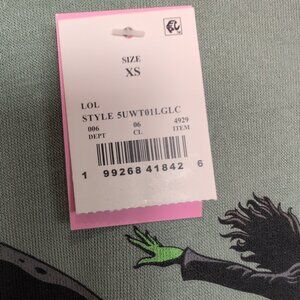 SIZE
XS
LOL
STYLE 5UWT01LGLC
006 06 4929
DEPT CL ITEM
1 99268 41842 6